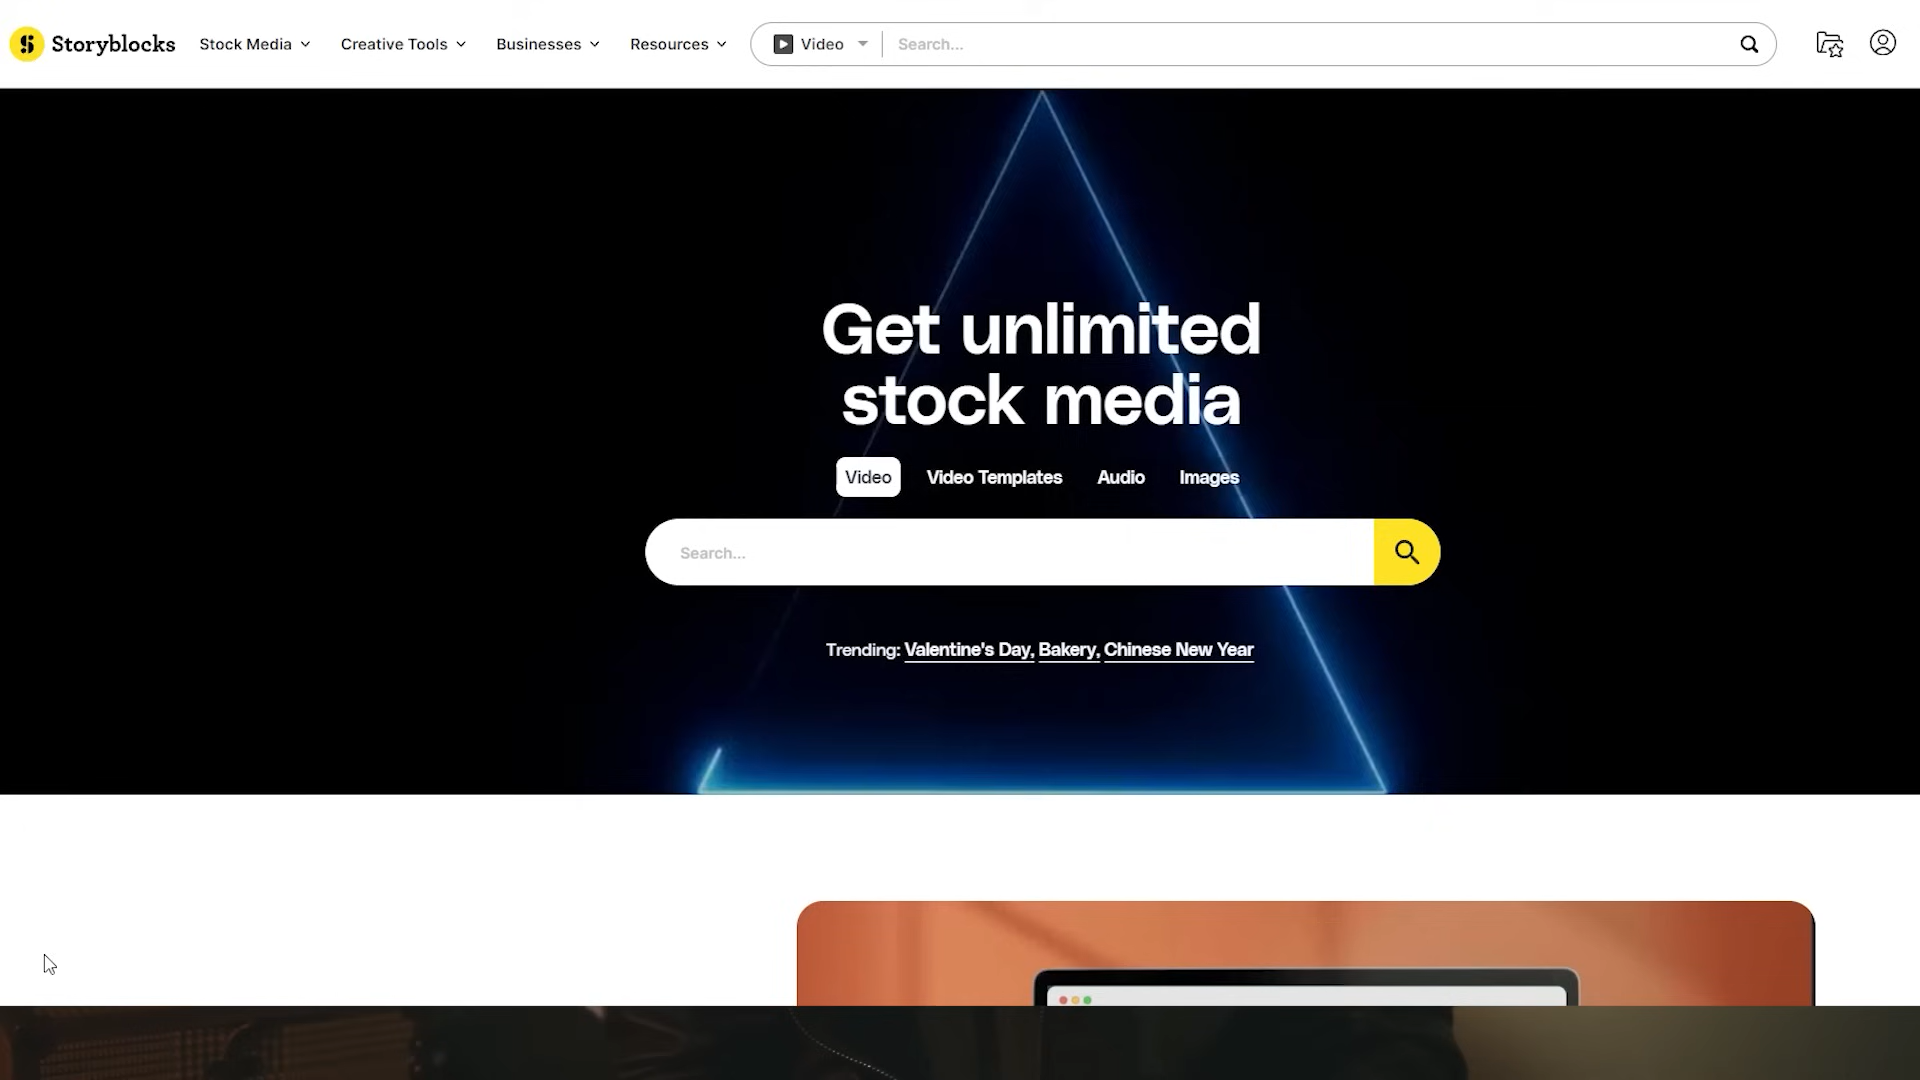 Storyblocks Stock Media Creative Tools Businesses Resources Video Search...
Get unlimited
stock media
Video Video Templates Audio Images
Search...
Trending: Valentine's Day, Bakery, Chinese New Year